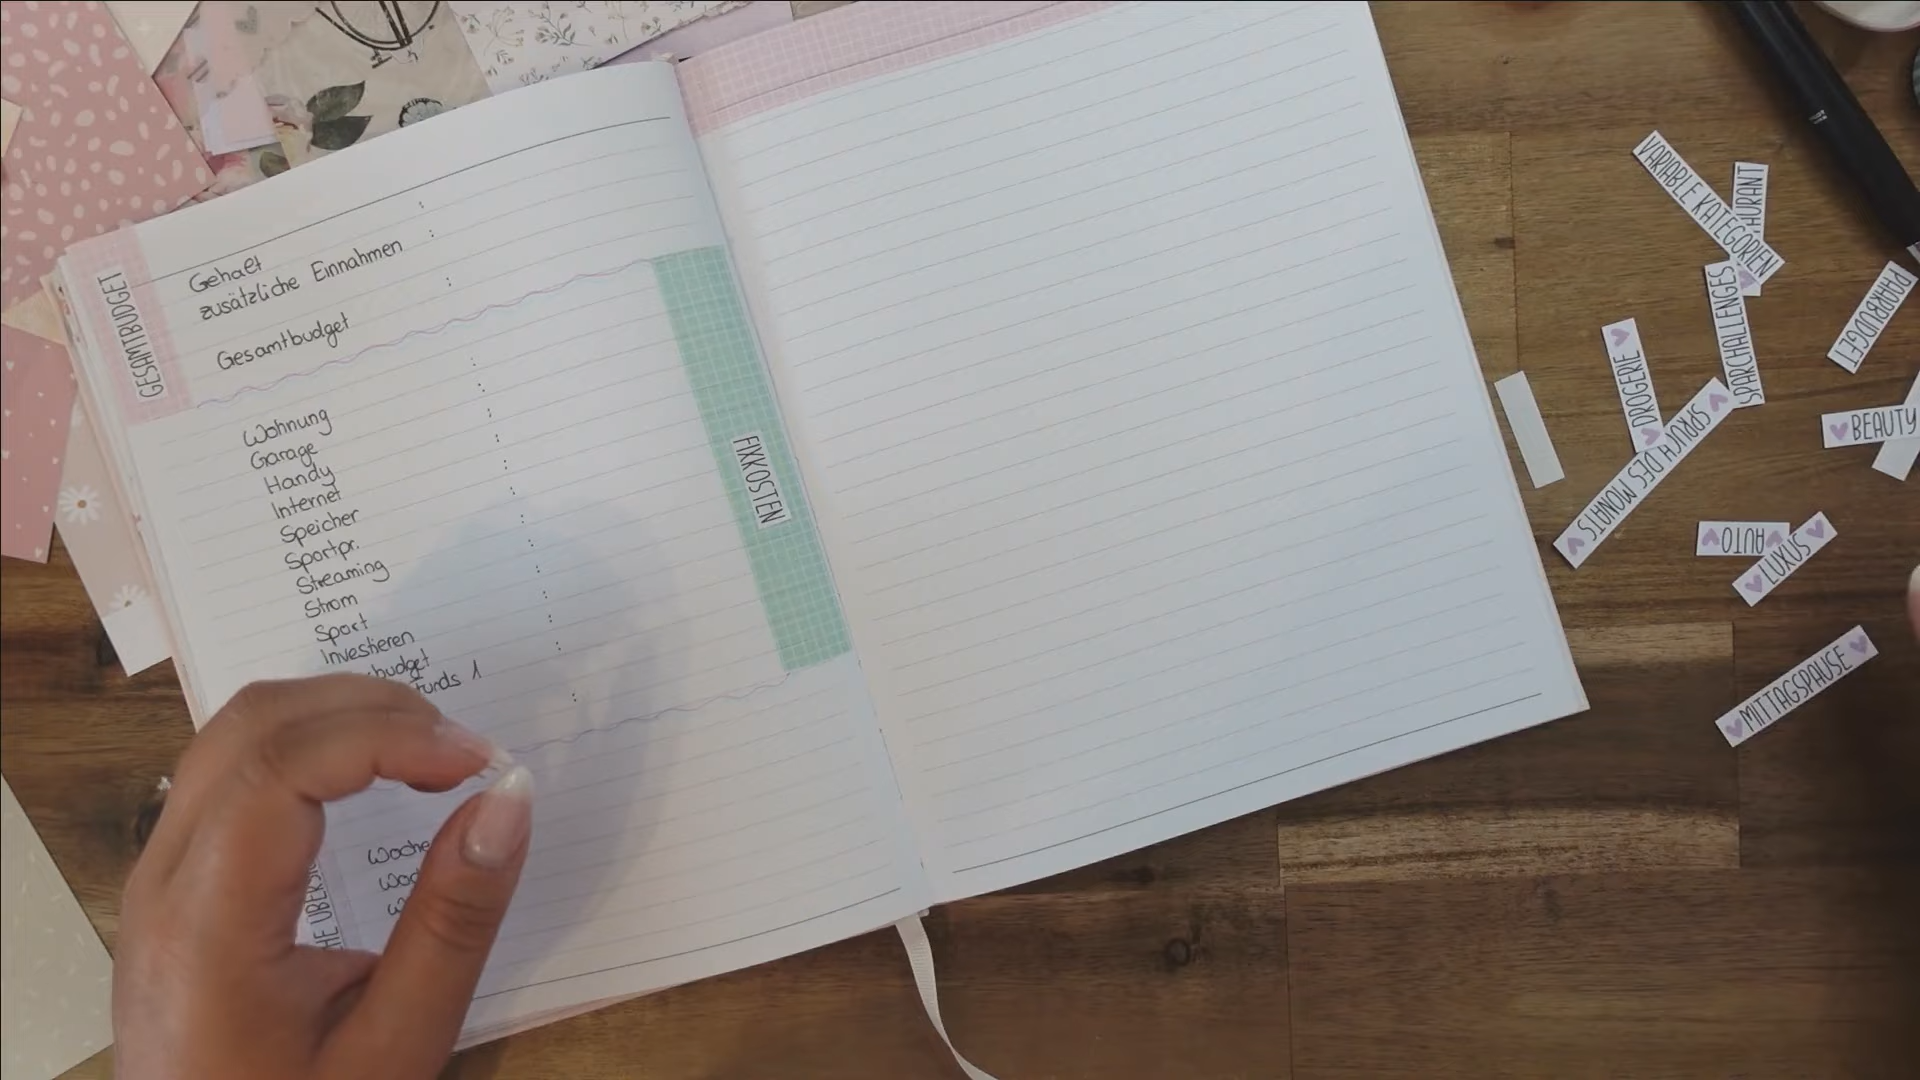 GESAMTBUDGET
Gehalt :
zusätzliche Einnahmen :
Gesamtbudget :
FIXKOSTEN
Wohnung :
Garage :
Handy :
Internet :
Speicher :
Sportpr. :
Streaming :
Strom :
Sport :
Investieren :
VARIABLE KATEGORIEN
SPARCHALLENGES
PAARBUDGET
DROGERIE
BEAUTY
SPRUCH DES MONATS
AUTO
LUXUS
MITTAGSPAUSE